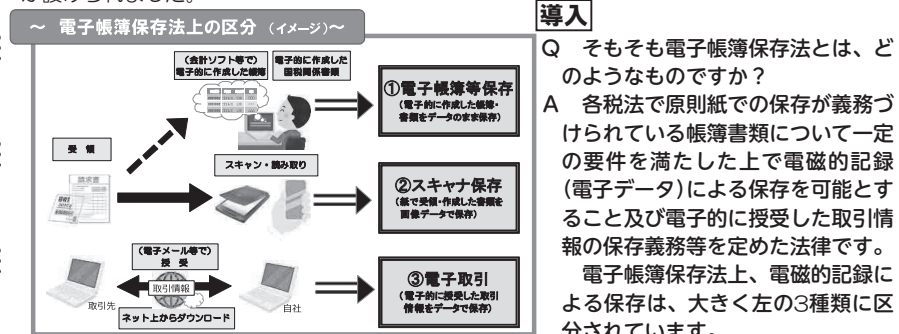 が設けられました。
～ 電子帳簿保存法上の区分（イメージ）～
（会計ソフト等で）
電子的に作成した帳簿
電子的に作成した
国税関係書類
①電子帳簿等保存
（電子的に作成した帳簿・
書類をデータのまま保存）
受 領
請求書
スキャン・読み取り
②スキャナ保存
（紙で受領・作成した書類を
画像データで保存）
（電子メール等で）
授 受
取引情報
取引先
自社
ネット上からダウンロード
③電子取引
（電子的に授受した取引
情報をデータで保存）
導入
Q そもそも電子帳簿保存法とは、ど
のようなものですか？
A 各税法で原則紙での保存が義務づ
けられている帳簿書類について一定
の要件を満たした上で電磁的記録
（電子データ）による保存を可能とす
ること及び電子的に授受した取引情
報の保存義務等を定めた法律です。
電子帳簿保存法上、電磁的記録に
よる保存は、大きく左の3種類に区
分されています。